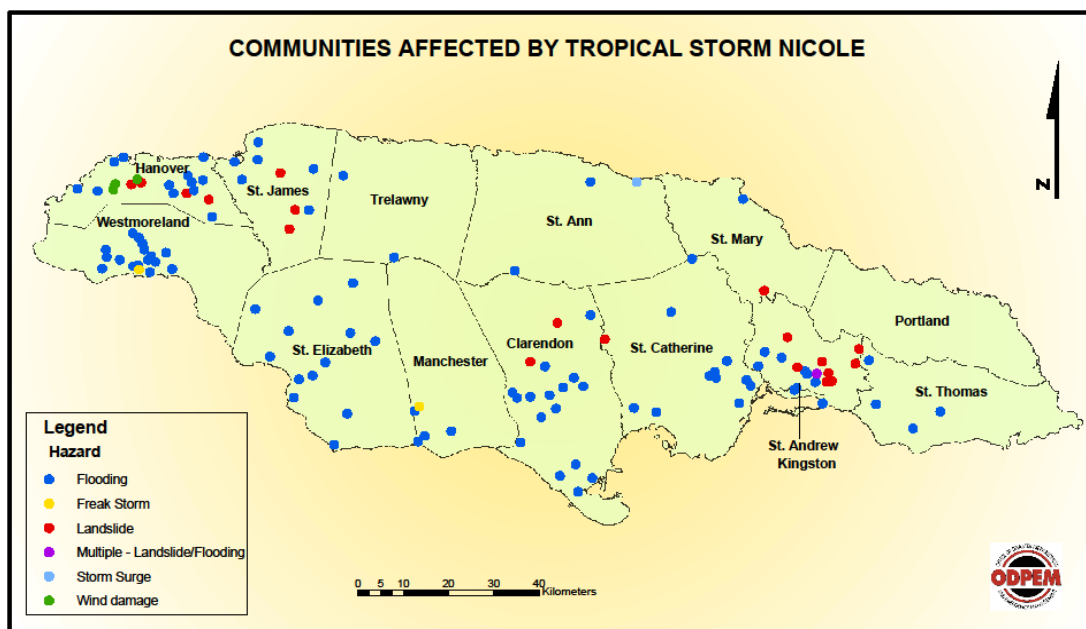 COMMUNITIES AFFECTED BY TROPICAL STORM NICOLE
N
Hanover
St. James
Trelawny
St. Ann
Westmoreland
St. Mary
Portland
St. Elizabeth
Manchester
Clarendon
St. Catherine
St. Thomas
St. Andrew
Kingston
Legend
Hazard
Flooding
Freak Storm
Landslide
Multiple - Landslide/Flooding
Storm Surge
Wind damage
0 5 10 20 30 40
Kilometers
ODPEM